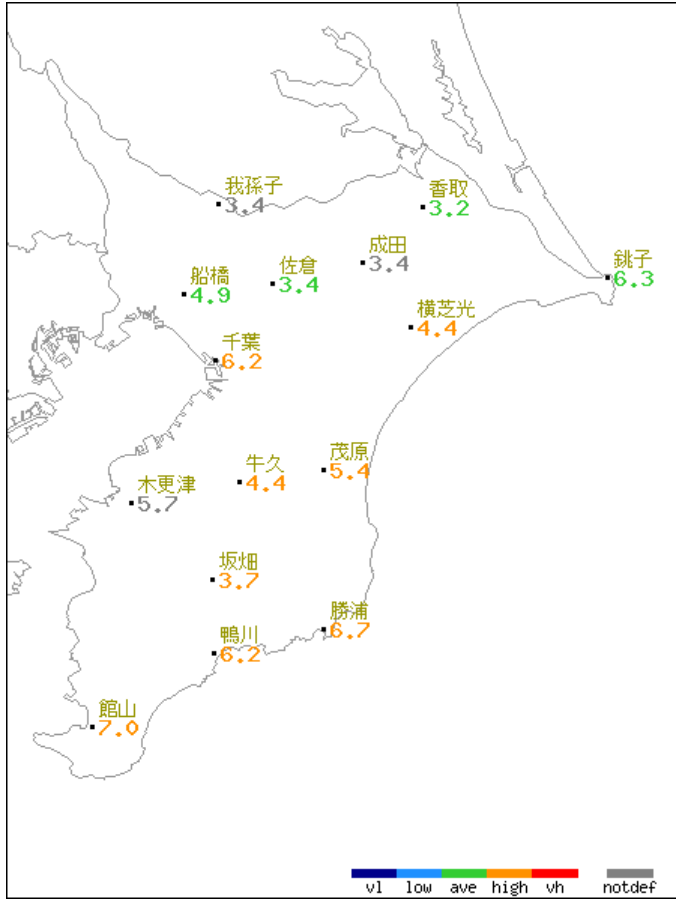 我孫子
3.4
香取
3.2
成田
3.4
銚子
6.3
船橋
4.9
佐倉
3.4
横芝光
4.4
千葉
6.2
茂原
5.4
牛久
4.4
木更津
5.7
坂畑
3.7
勝浦
6.7
鴨川
6.2
館山
7.0
vl low ave high vh notdef